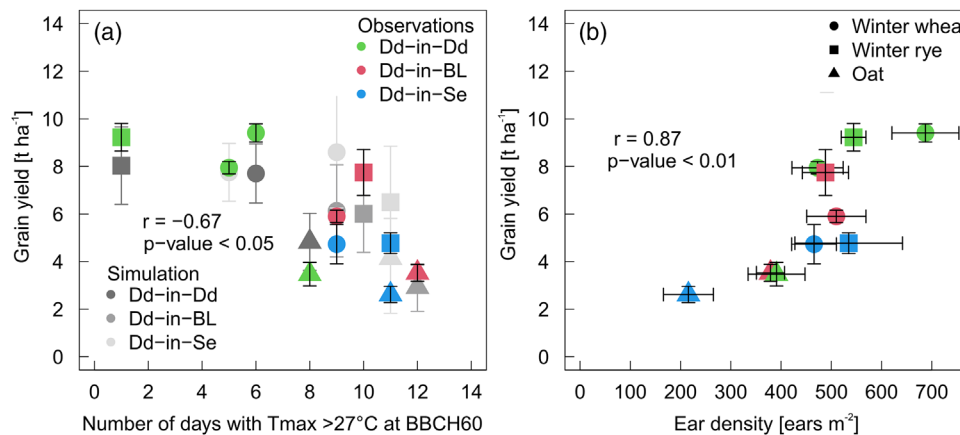 (a)
Observations
Dd−in−Dd
Dd−in−BL
Dd−in−Se
r = −0.67
p-value < 0.05
Simulation
Dd−in−Dd
Dd−in−BL
Dd−in−Se
Grain yield [t ha⁻¹]
0 2 4 6 8 10 12 14
0 2 4 6 8 10 12 14
Number of days with Tmax >27°C at BBCH60
(b)
Winter whea
Winter rye
Oat
r = 0.87
p-value < 0.01
Grain yield [t ha⁻¹]
0 2 4 6 8 10 12 14
0 100 200 300 400 500 600 700
Ear density [ears m⁻²]